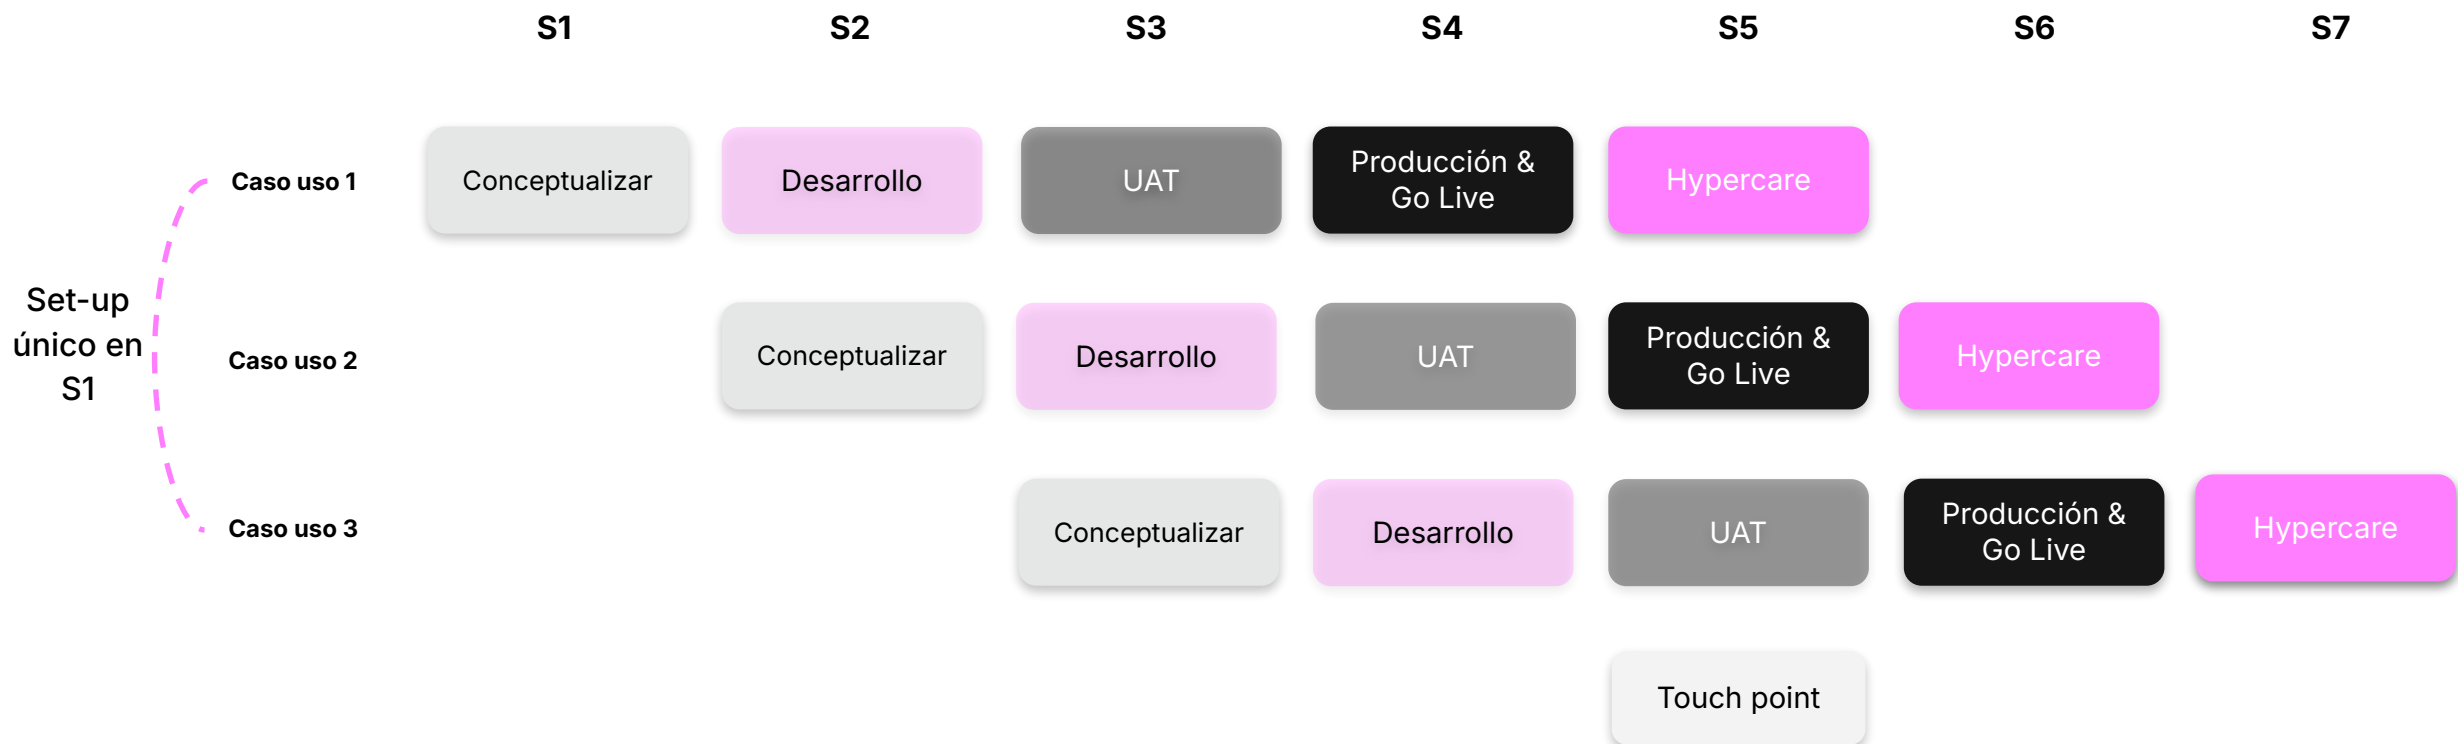 S1 S2 S3 S4 S5 S6 S7
Caso uso 1
Conceptualizar
Desarrollo
UAT
Producción &
Go Live
Hypercare
Set-up
único en
S1
Caso uso 2
Conceptualizar
Desarrollo
UAT
Producción &
Go Live
Hypercare
Caso uso 3
Conceptualizar
Desarrollo
UAT
Producción &
Go Live
Hypercare
Touch point